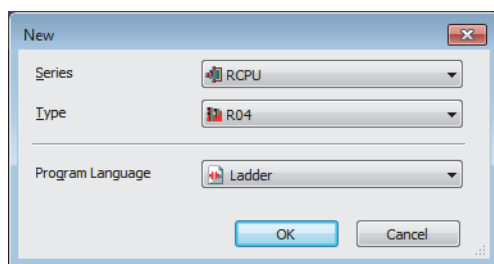 New
Series RCPU
Type R04
Program Language Ladder
OK Cancel